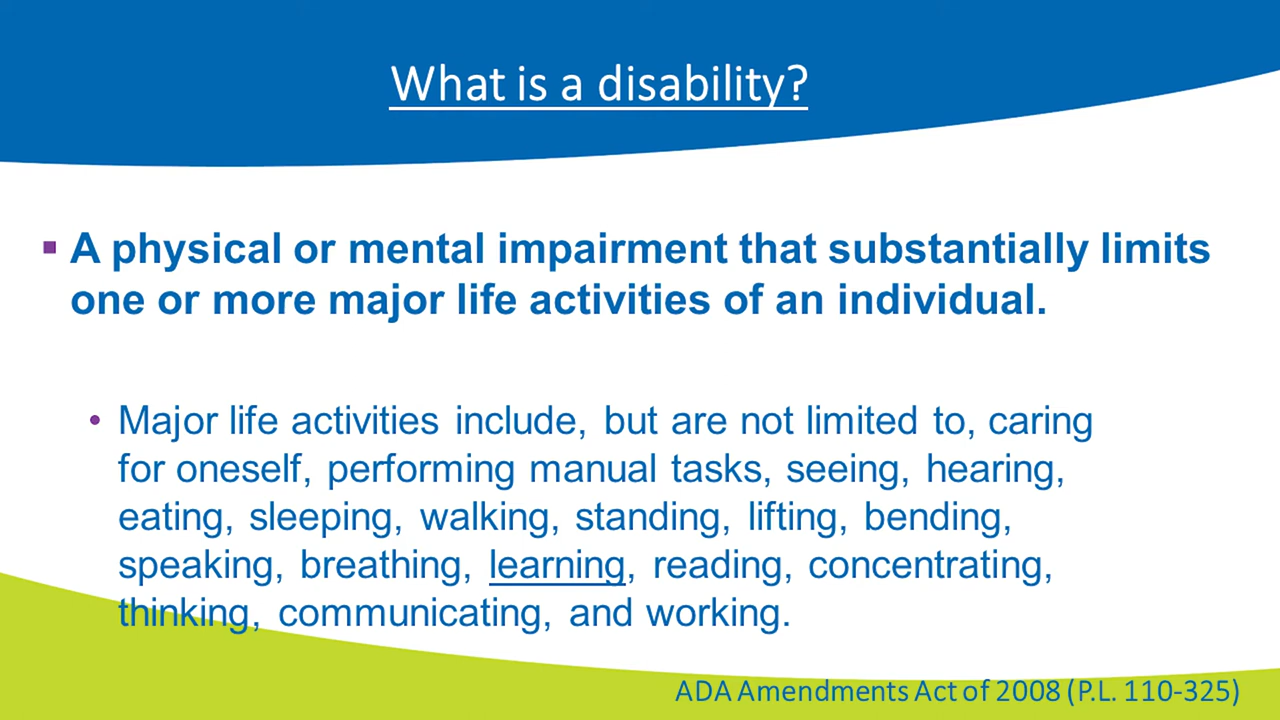 What is a disability?
▪ A physical or mental impairment that substantially limits
one or more major life activities of an individual.
• Major life activities include, but are not limited to, caring
for oneself, performing manual tasks, seeing, hearing,
eating, sleeping, walking, standing, lifting, bending,
speaking, breathing, learning, reading, concentrating,
thinking, communicating, and working.
ADA Amendments Act of 2008 (P.L. 110-325)